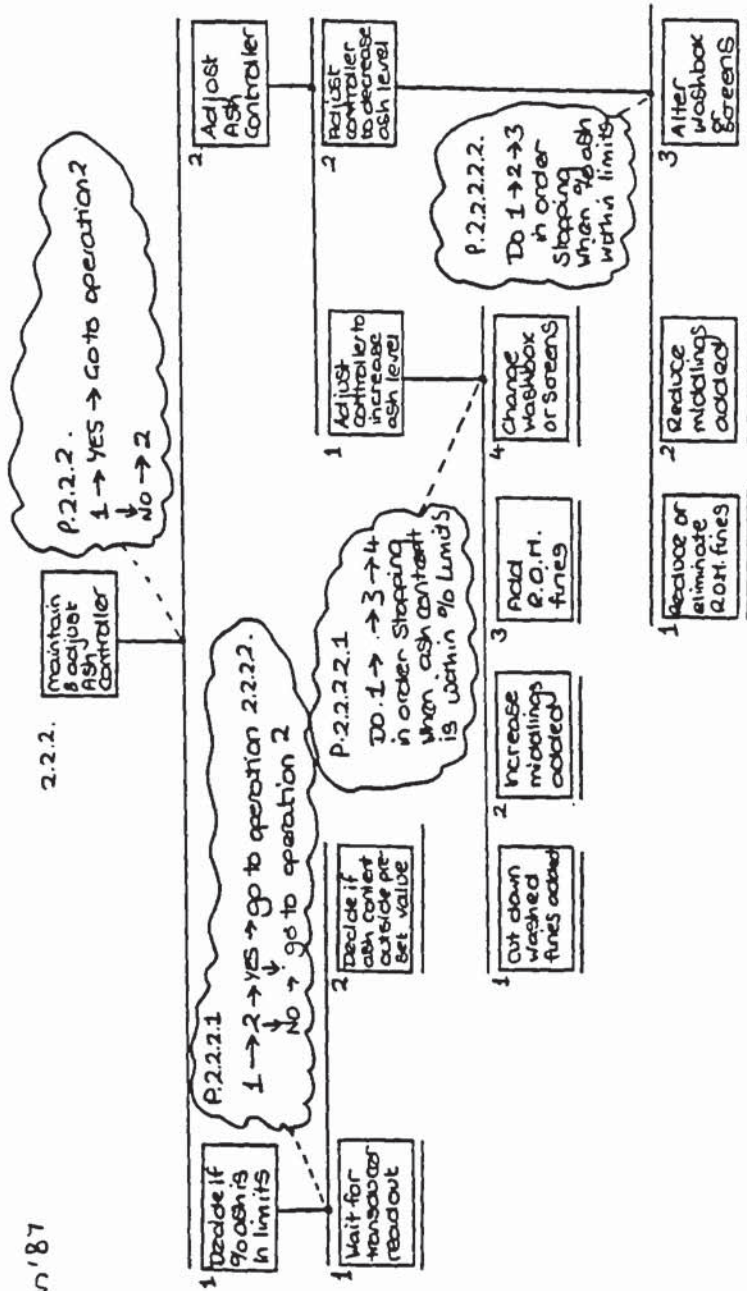 n'87
2.2.2.
maintain
& adjust
Ash
Controller
P.2.2.2.
1 → YES → Go to operation 2
↓
NO → 2
1
Decide if
% ash is
in limits
2
Adjust
Ash
Controller
P.2.2.2.1
1 → 2 → YES → go to operation 2.2.2.2.
↓ ↓
NO → go to operation 2
1
Wait for
transducer
readout
2
Decide if
ash content
outside pre-
set value
1
Adjust
controller to
increase
ash level
2
Adjust
controller
to decrease
ash level
P.2.2.2.2.1
Do.1 → . → 3 → 4
in order stopping
when ash content
is within % limits
1
Cut down
washed
fines added
2
Increase
middlings
added
3
Add
R.O.M.
fines
4
Change
washbox
or screens
P.2.2.2.2.2.
Do 1 → 2 → 3
in order
stopping
when % ash
within limits
1
Reduce or
eliminate
R.O.M. fines
2
Reduce
middlings
added
3
Alter
washbox
or
screens